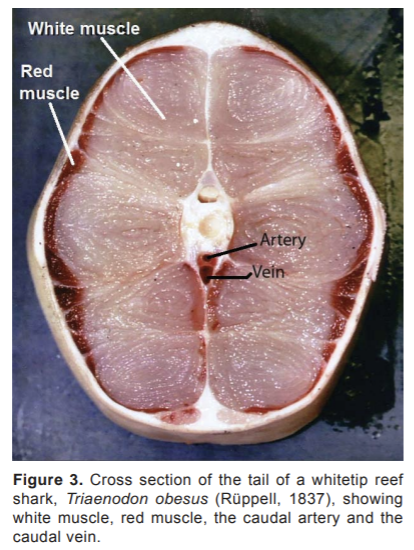 White muscle
Red
muscle
Artery
Vein
Figure 3. Cross section of the tail of a whitetip reef
shark, Triaenodon obesus (Rüppell, 1837), showing
white muscle, red muscle, the caudal artery and the
caudal vein.